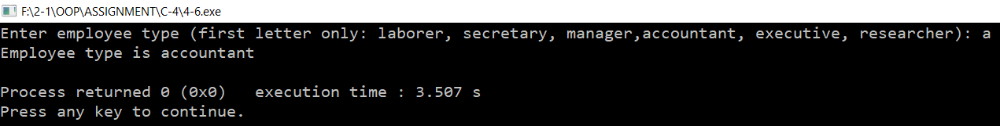 F:\2-1\OOP\ASSIGNMENT\C-4\4-6.exe
Enter employee type (first letter only: laborer, secretary, manager,accountant, executive, researcher): a
Employee type is accountant
Process returned 0 (0x0)   execution time : 3.507 s
Press any key to continue.